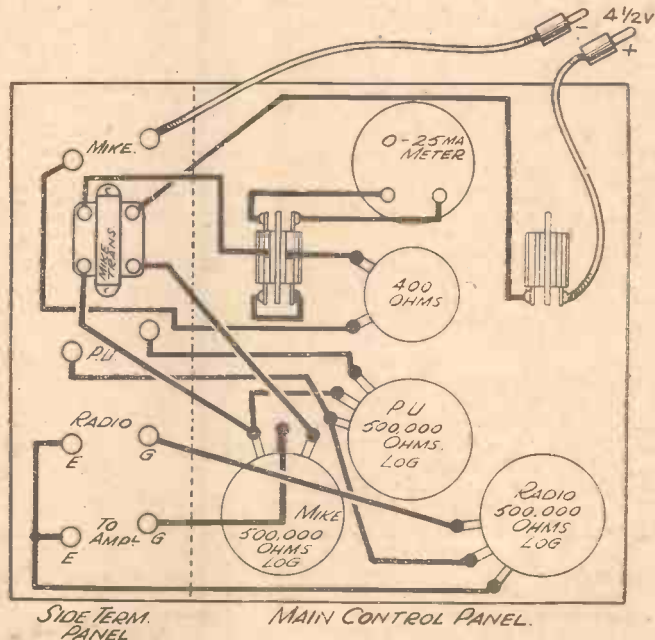 4½V
-
+
MIKE.
0-25MA
METER
MIKE
TRANS
400
OHMS
P.U
PU
500,000
OHMS.
LOG
RADIO
E
G
RADIO
500,000
OHMS
LOG
TO
AMPL.
E
G
MIKE
500,000
OHMS
LOG
SIDE TERM.
PANEL
MAIN CONTROL PANEL.